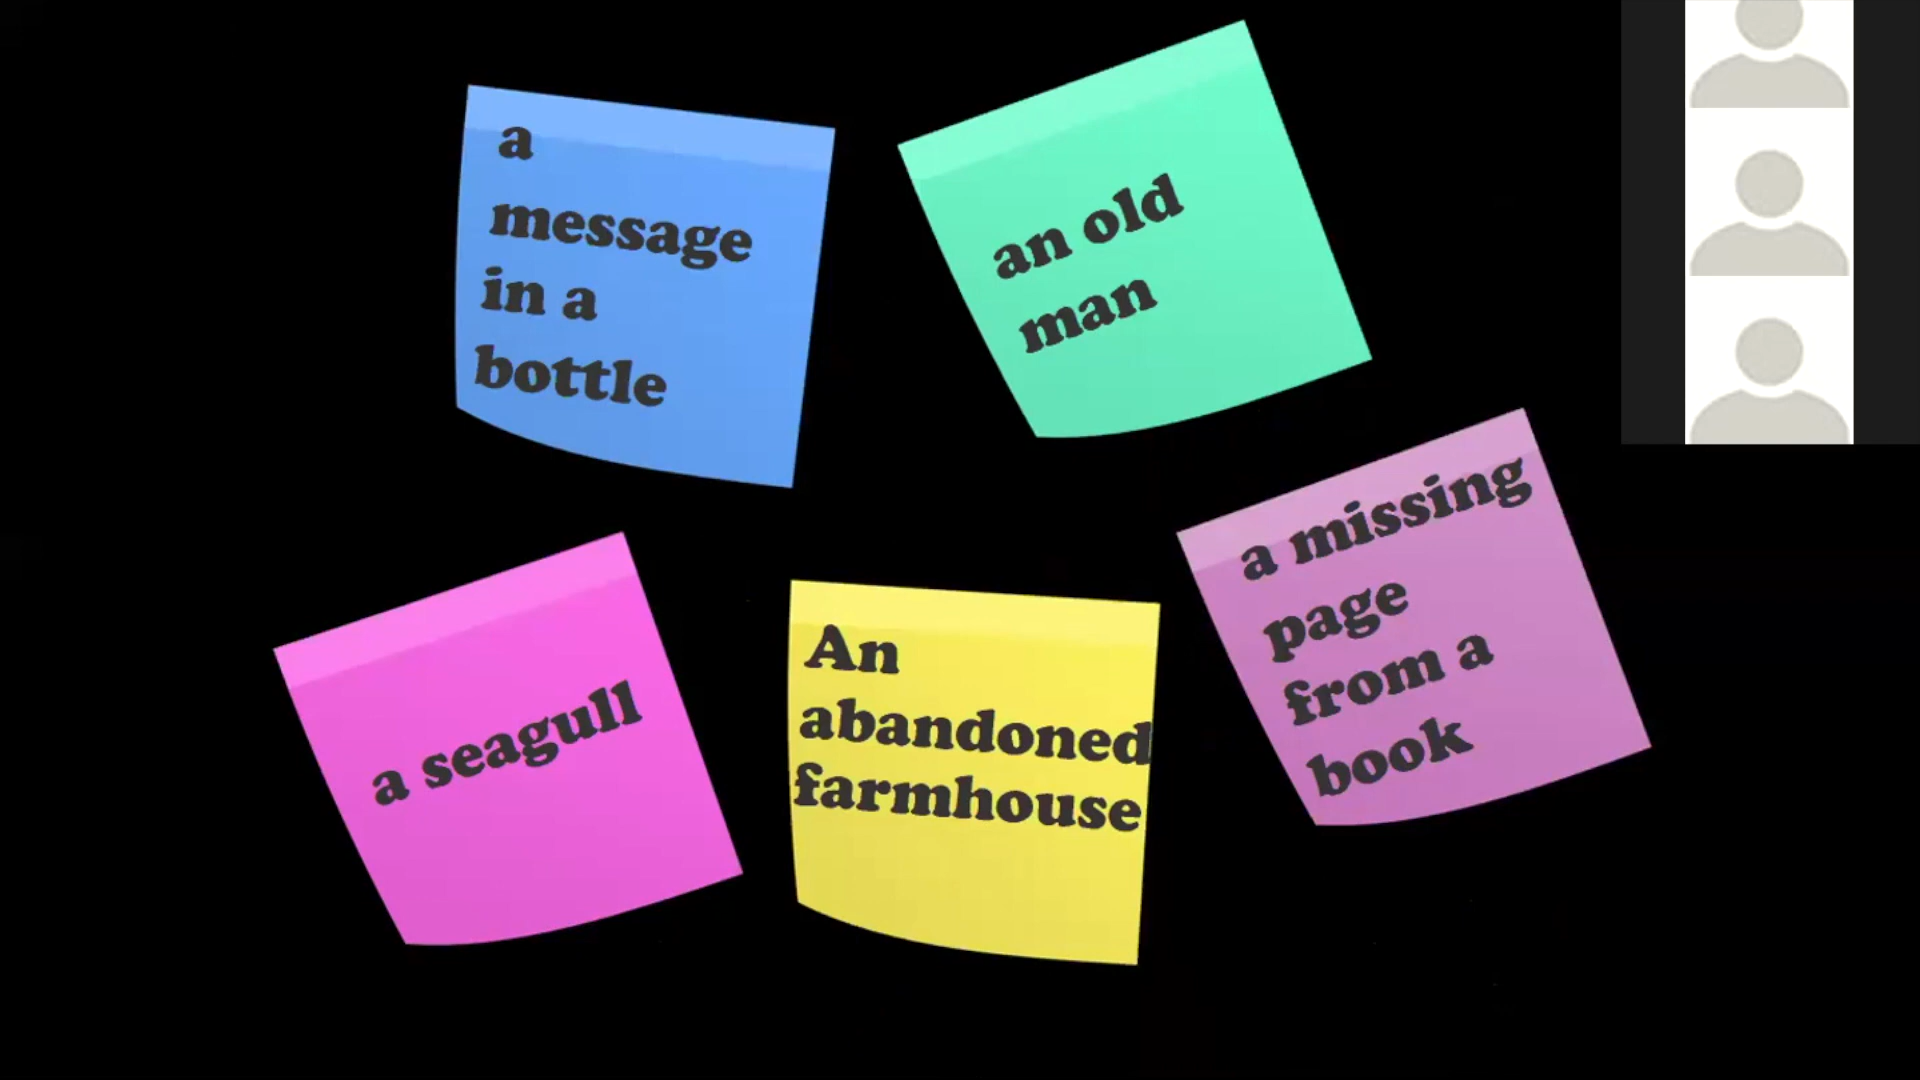 a
message
in a
bottle
an old
man
a missing
page
from a
book
a seagull
An
abandoned
farmhouse